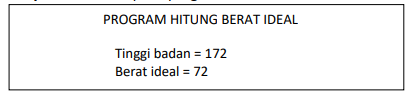 PROGRAM HITUNG BERAT IDEAL
Tinggi badan = 172
Berat ideal = 72